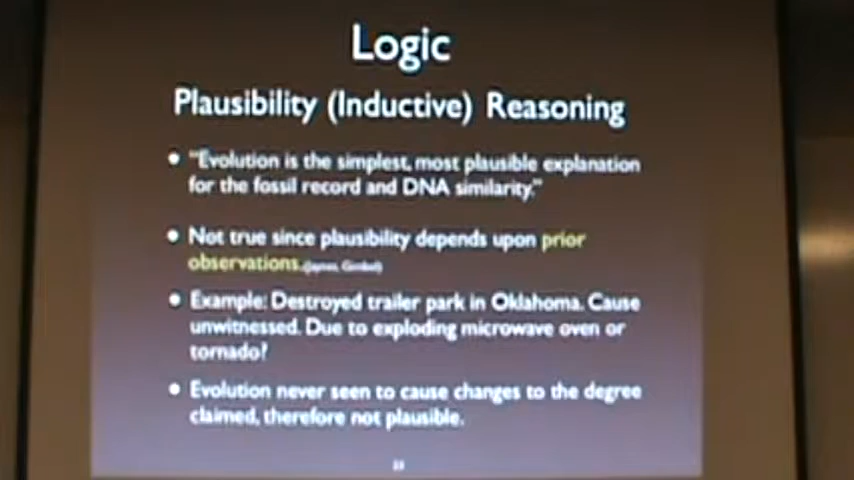 Logic
Plausibility (Inductive) Reasoning
• "Evolution is the simplest, most plausible explanation
for the fossil record and DNA similarity."
• Not true since plausibility depends upon prior
observations.(Jaynes, Gimbel)
• Example: Destroyed trailer park in Oklahoma. Cause
unwitnessed. Due to exploding microwave oven or
tornado?
• Evolution never seen to cause changes to the degree
claimed, therefore not plausible.